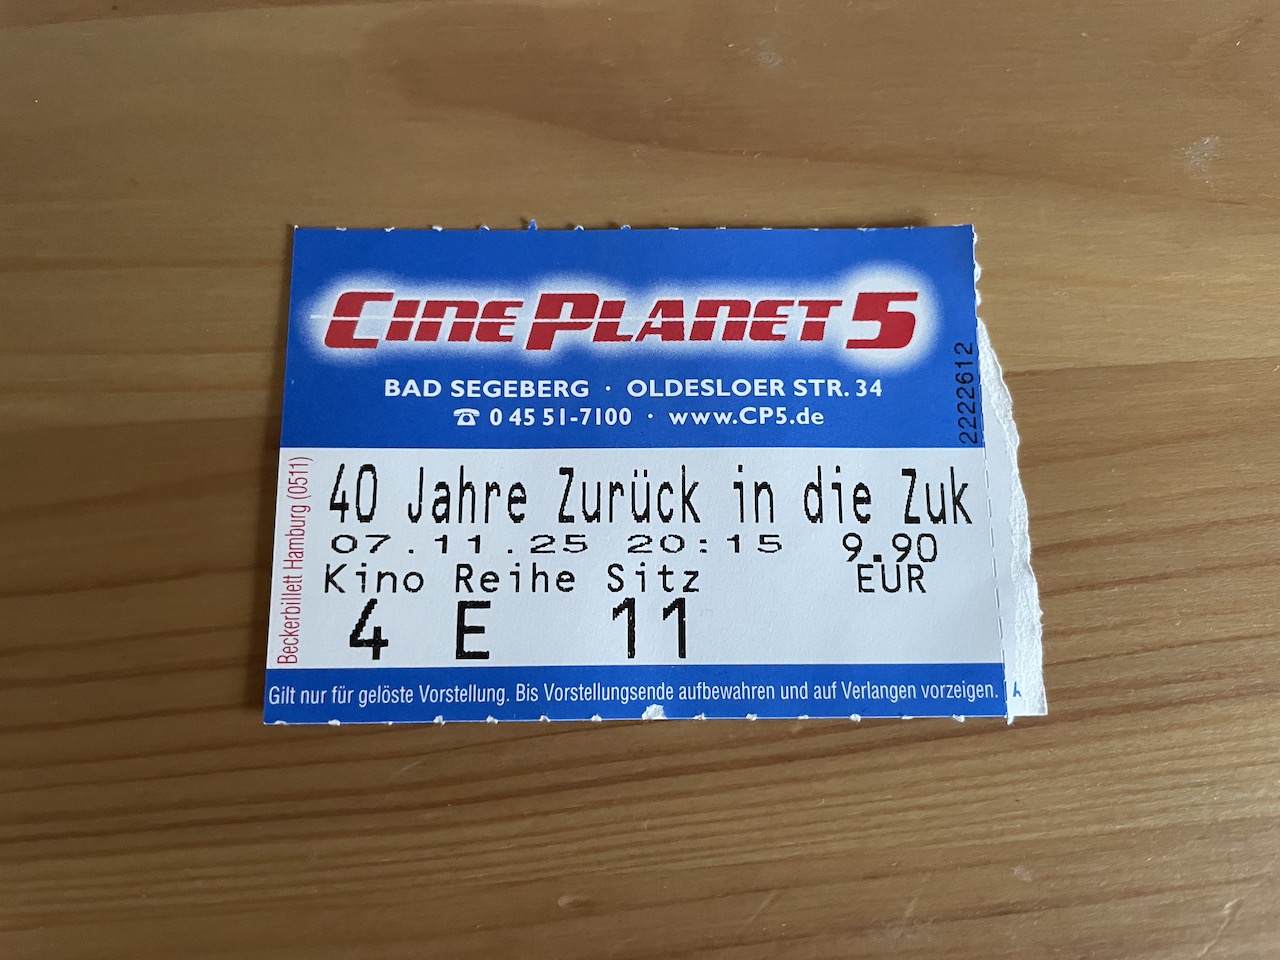 CINE PLANET 5
BAD SEGEBERG · OLDESLOER STR. 34
☎ 0 45 51-7100 · www.CP5.de
2222612
Beckerbillett Hamburg (0511)
40 Jahre Zurück in die Zuk
07.11.25 20:15 9.90
Kino Reihe Sitz EUR
4 E 11
Gilt nur für gelöste Vorstellung. Bis Vorstellungsende aufbewahren und auf Verlangen vorzeigen.